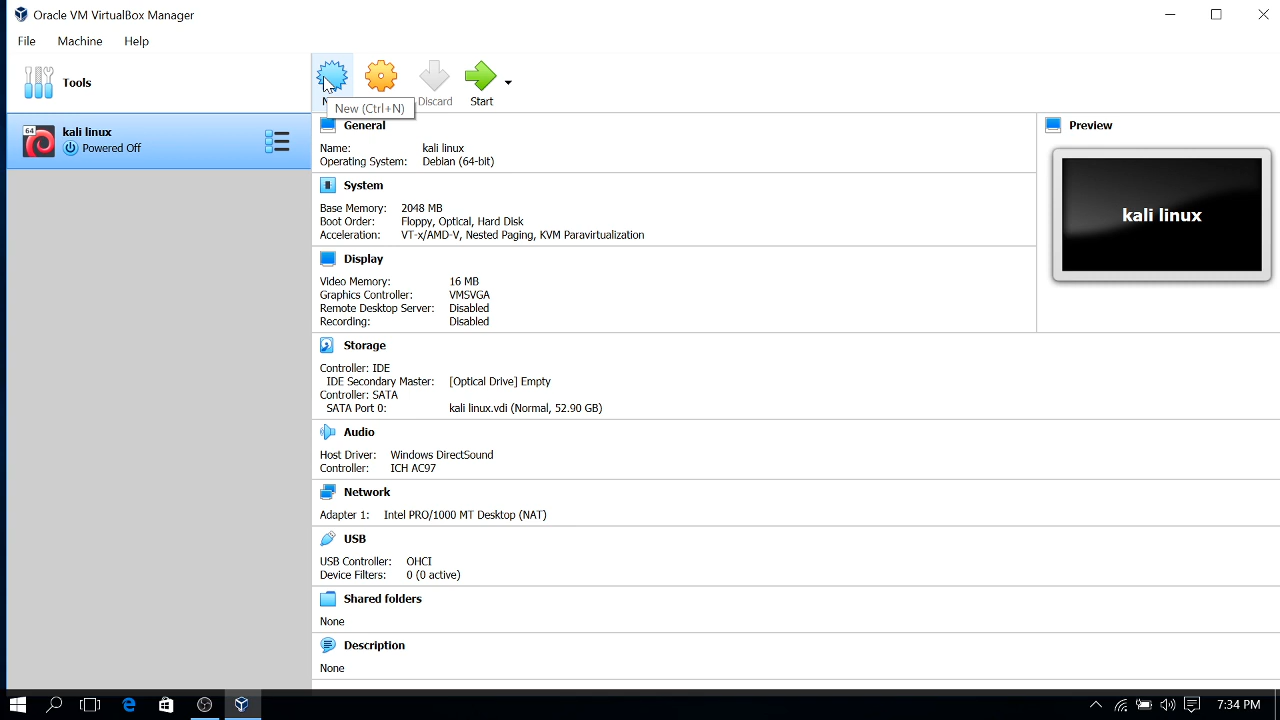 Oracle VM VirtualBox Manager
File Machine Help
Tools
Discard
Start
New (Ctrl+N)
64
kali linux
Powered Off
General
Name: kali linux
Operating System: Debian (64-bit)
System
Base Memory: 2048 MB
Boot Order: Floppy, Optical, Hard Disk
Acceleration: VT-x/AMD-V, Nested Paging, KVM Paravirtualization
Display
Video Memory: 16 MB
Graphics Controller: VMSVGA
Remote Desktop Server: Disabled
Recording: Disabled
Storage
Controller: IDE
IDE Secondary Master: [Optical Drive] Empty
Controller: SATA
SATA Port 0: kali linux.vdi (Normal, 52.90 GB)
Audio
Host Driver: Windows DirectSound
Controller: ICH AC97
Network
Adapter 1: Intel PRO/1000 MT Desktop (NAT)
USB
USB Controller: OHCI
Device Filters: 0 (0 active)
Shared folders
None
Description
None
Preview
kali linux
7:34 PM